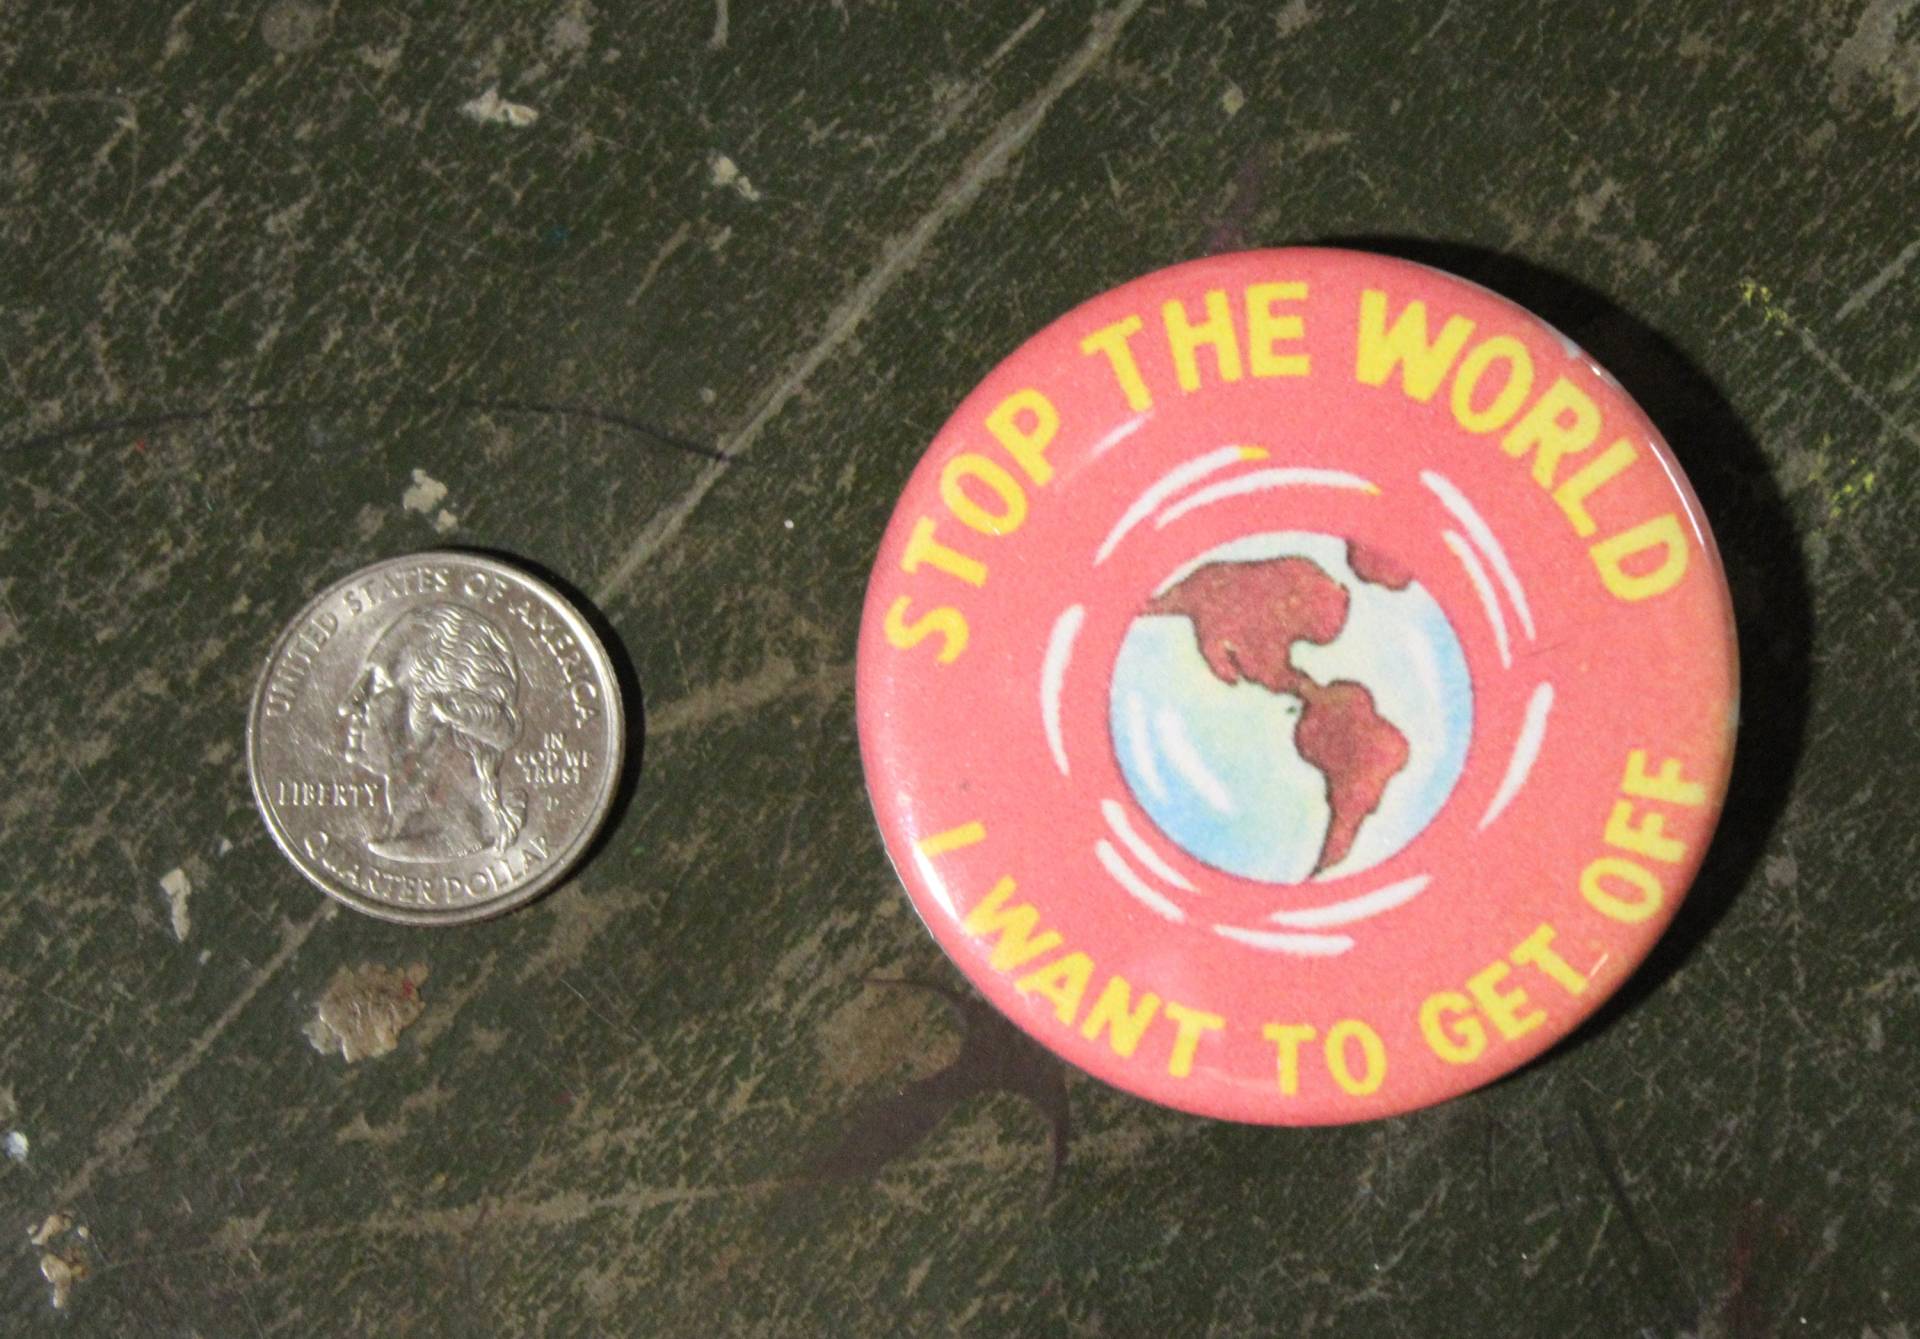 UNITED STATES OF AMERICA
IN
GOD WE
TRUST
P
LIBERTY
QUARTER DOLLAR
STOP THE WORLD
I WANT TO GET OFF